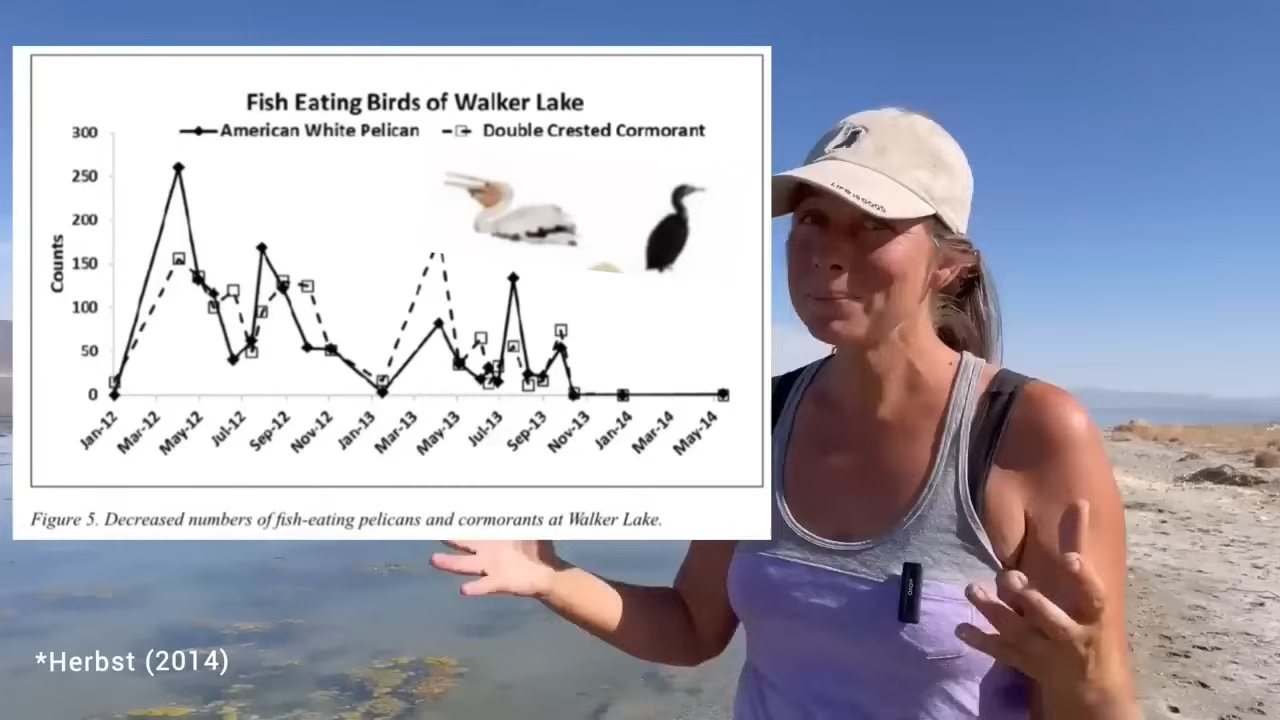 Fish Eating Birds of Walker Lake
American White Pelican Double Crested Cormorant
300
250
200
150
100
50
0
Counts
Jan-12 Mar-12 May-12 Jul-12 Sep-12 Nov-12 Jan-13 Mar-13 May-13 Jul-13 Sep-13 Nov-13 Jan-14 Mar-14 May-14
Figure 5. Decreased numbers of fish-eating pelicans and cormorants at Walker Lake.
LIFE is GOOD
*Herbst (2014)